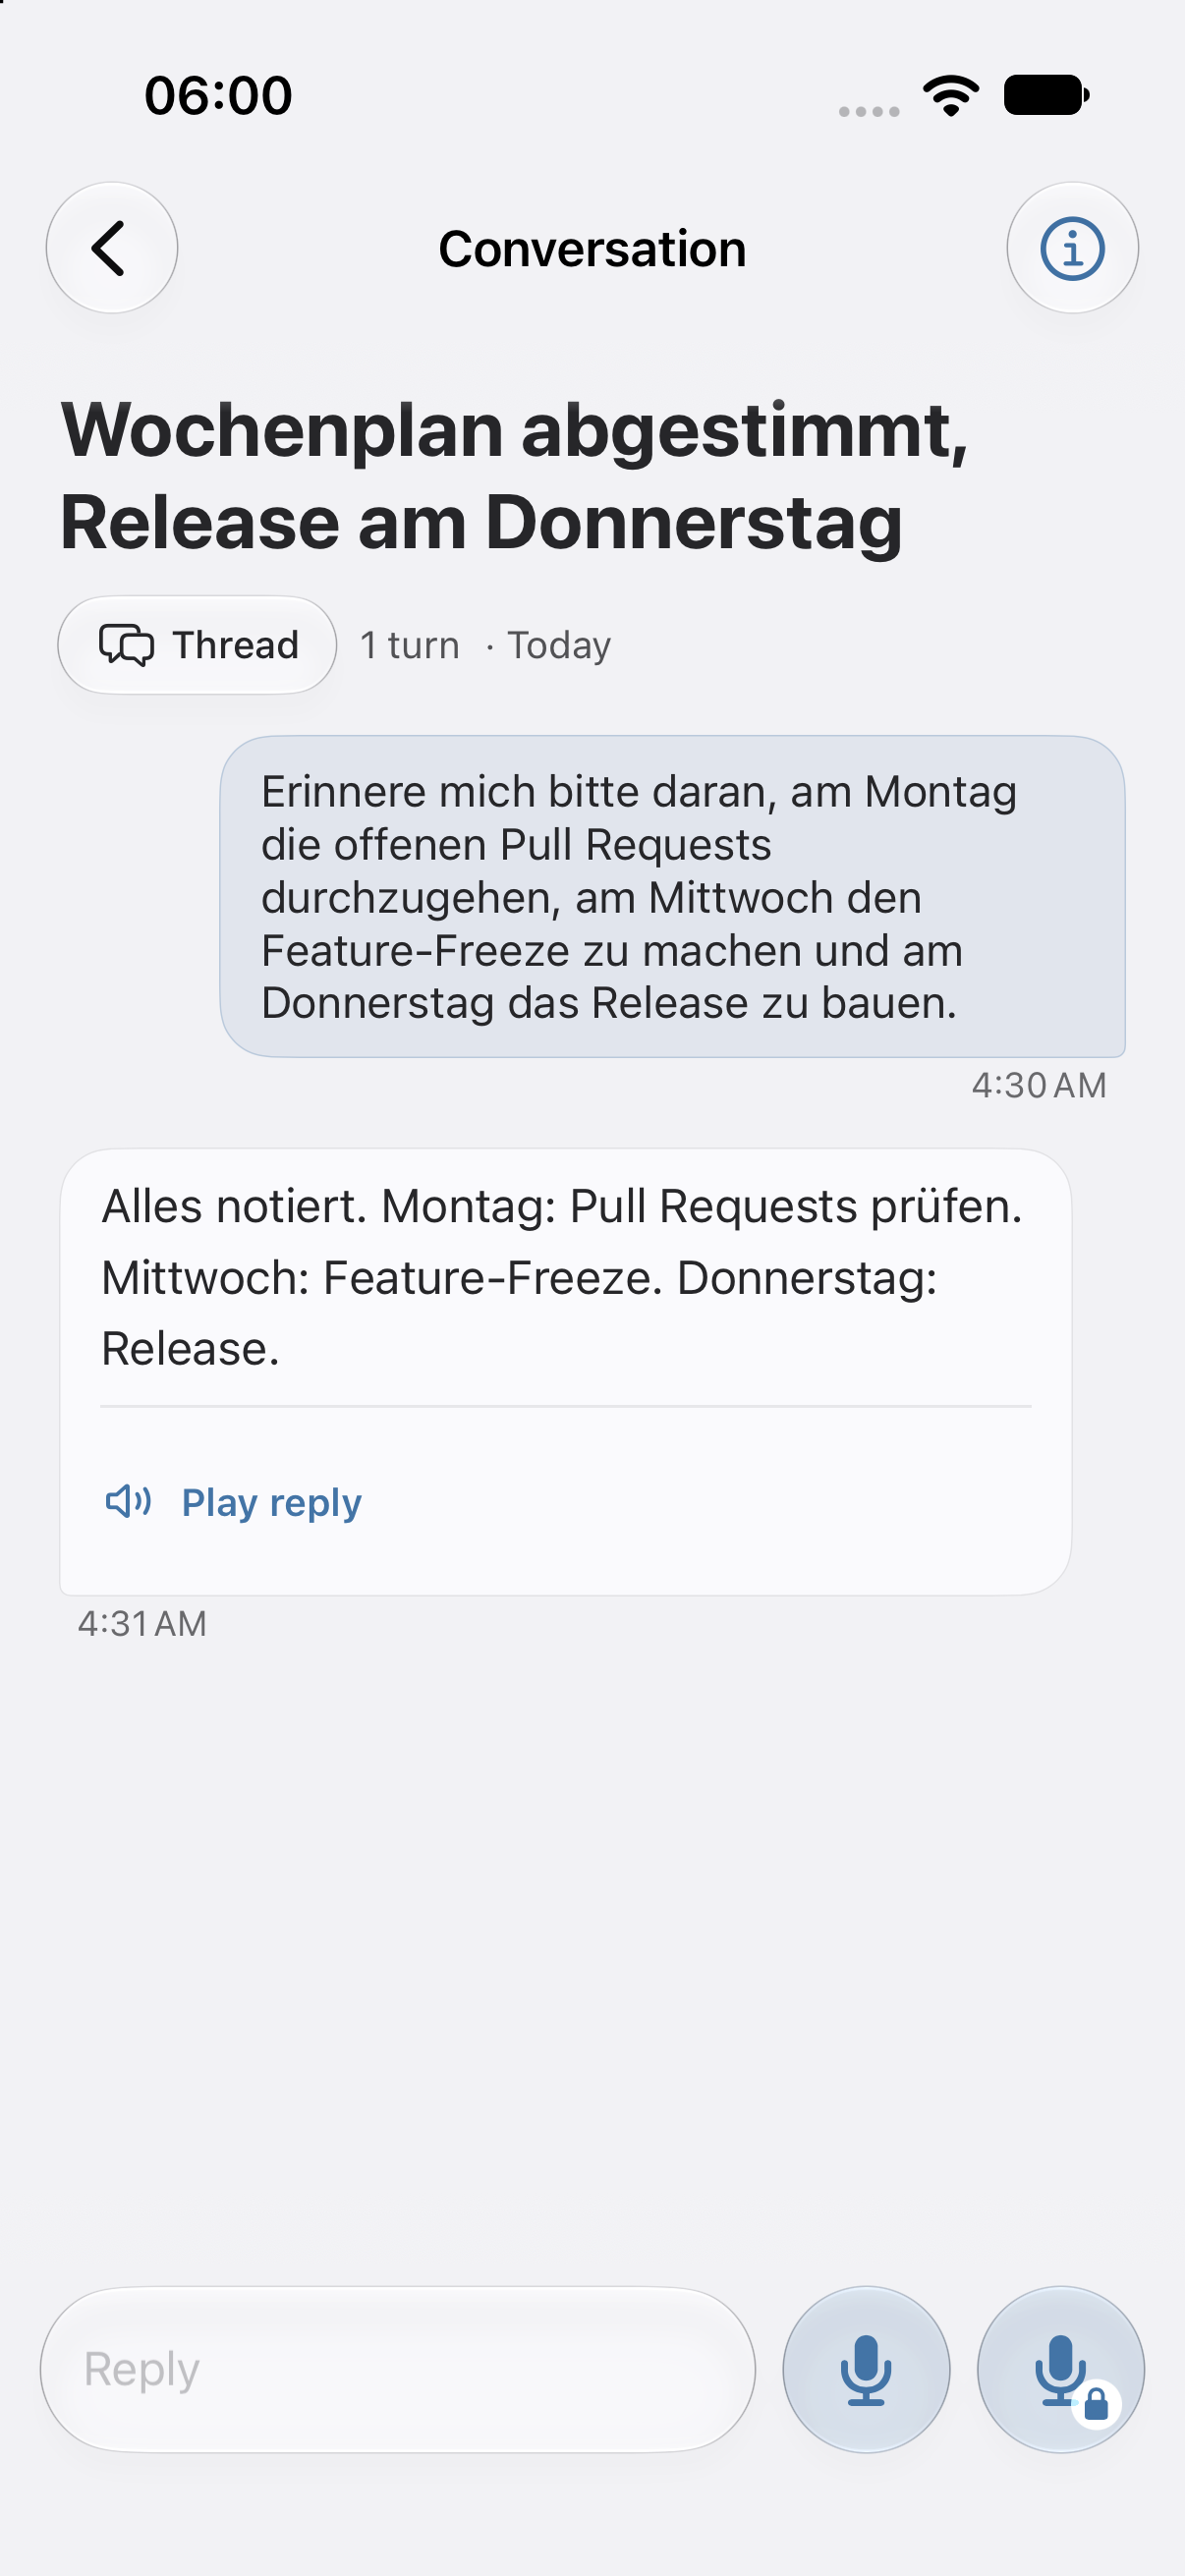 06:00
Conversation
Wochenplan abgestimmt,
Release am Donnerstag
Thread 1 turn · Today
Erinnere mich bitte daran, am Montag
die offenen Pull Requests
durchzugehen, am Mittwoch den
Feature-Freeze zu machen und am
Donnerstag das Release zu bauen.
4:30 AM
Alles notiert. Montag: Pull Requests prüfen.
Mittwoch: Feature-Freeze. Donnerstag:
Release.
Play reply
4:31 AM
Reply